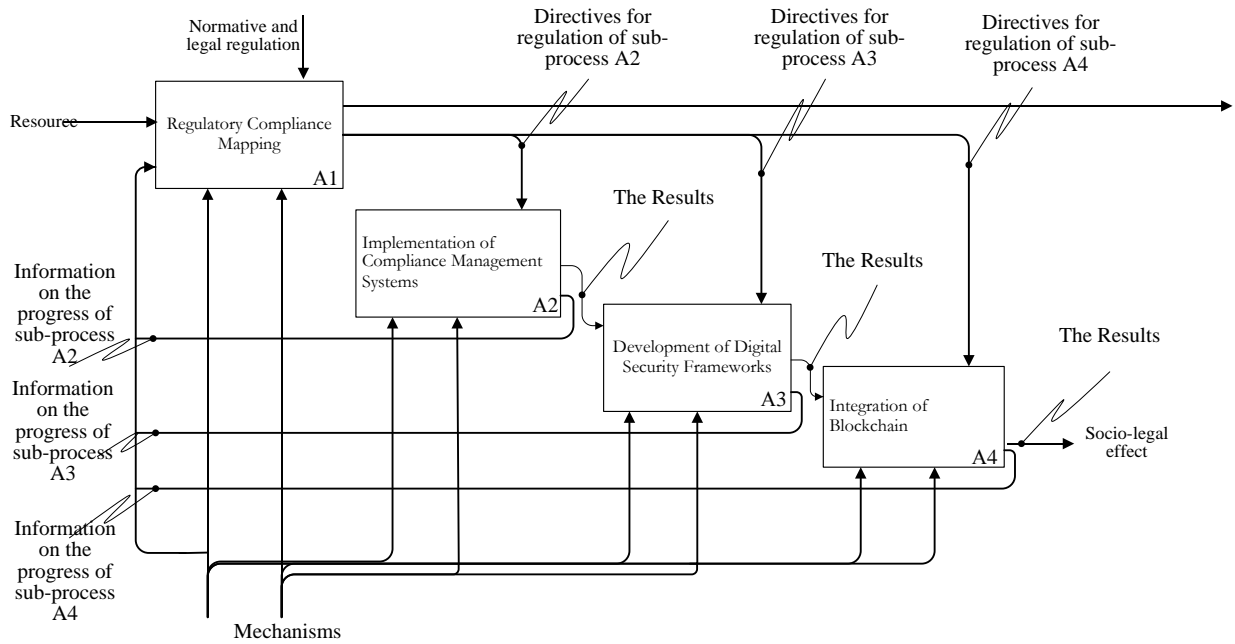 Normative and
legal regulation
Directives for
regulation of sub-
process A2
Directives for
regulation of sub-
process A3
Directives for
regulation of sub-
process A4
Resource
Regulatory Compliance
Mapping
A1
The Results
Implementation of
Compliance Management
Systems
A2
The Results
Information
on the
progress of
sub-process
A2
Development of Digital
Security Frameworks
A3
The Results
Information
on the
progress of
sub-process
A3
Integration of
Blockchain
A4
Socio-legal
effect
Information
on the
progress of
sub-process
A4
Mechanisms